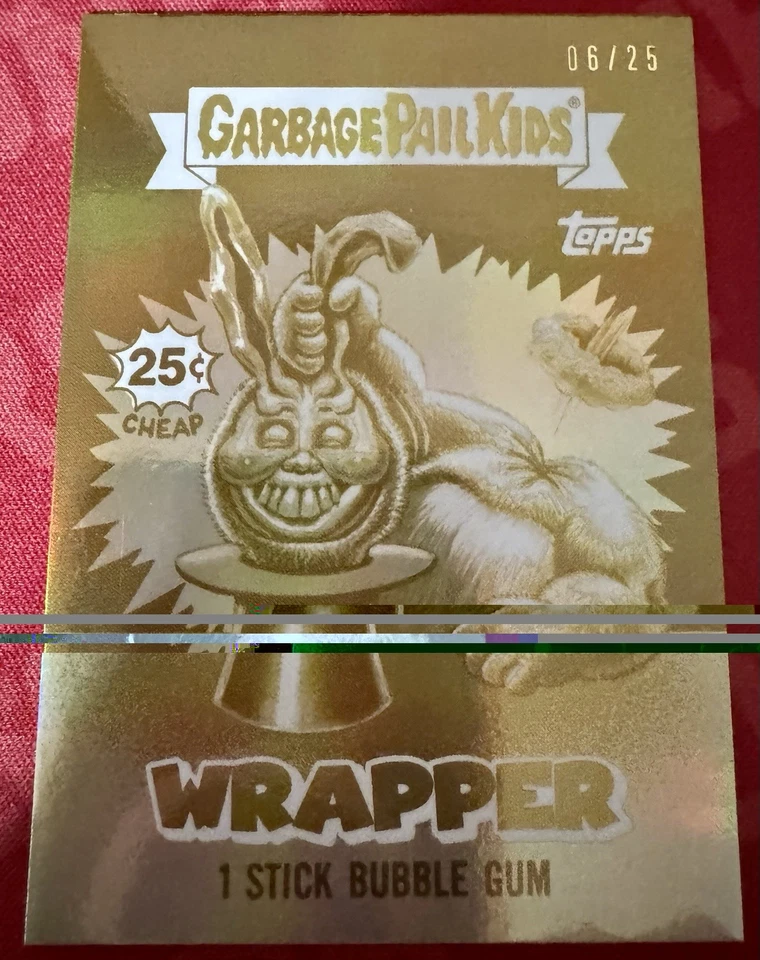 06/25
GARBAGE PAIL KIDS®
TOPPS
25¢
CHEAP
WRAPPER
1 STICK BUBBLE GUM